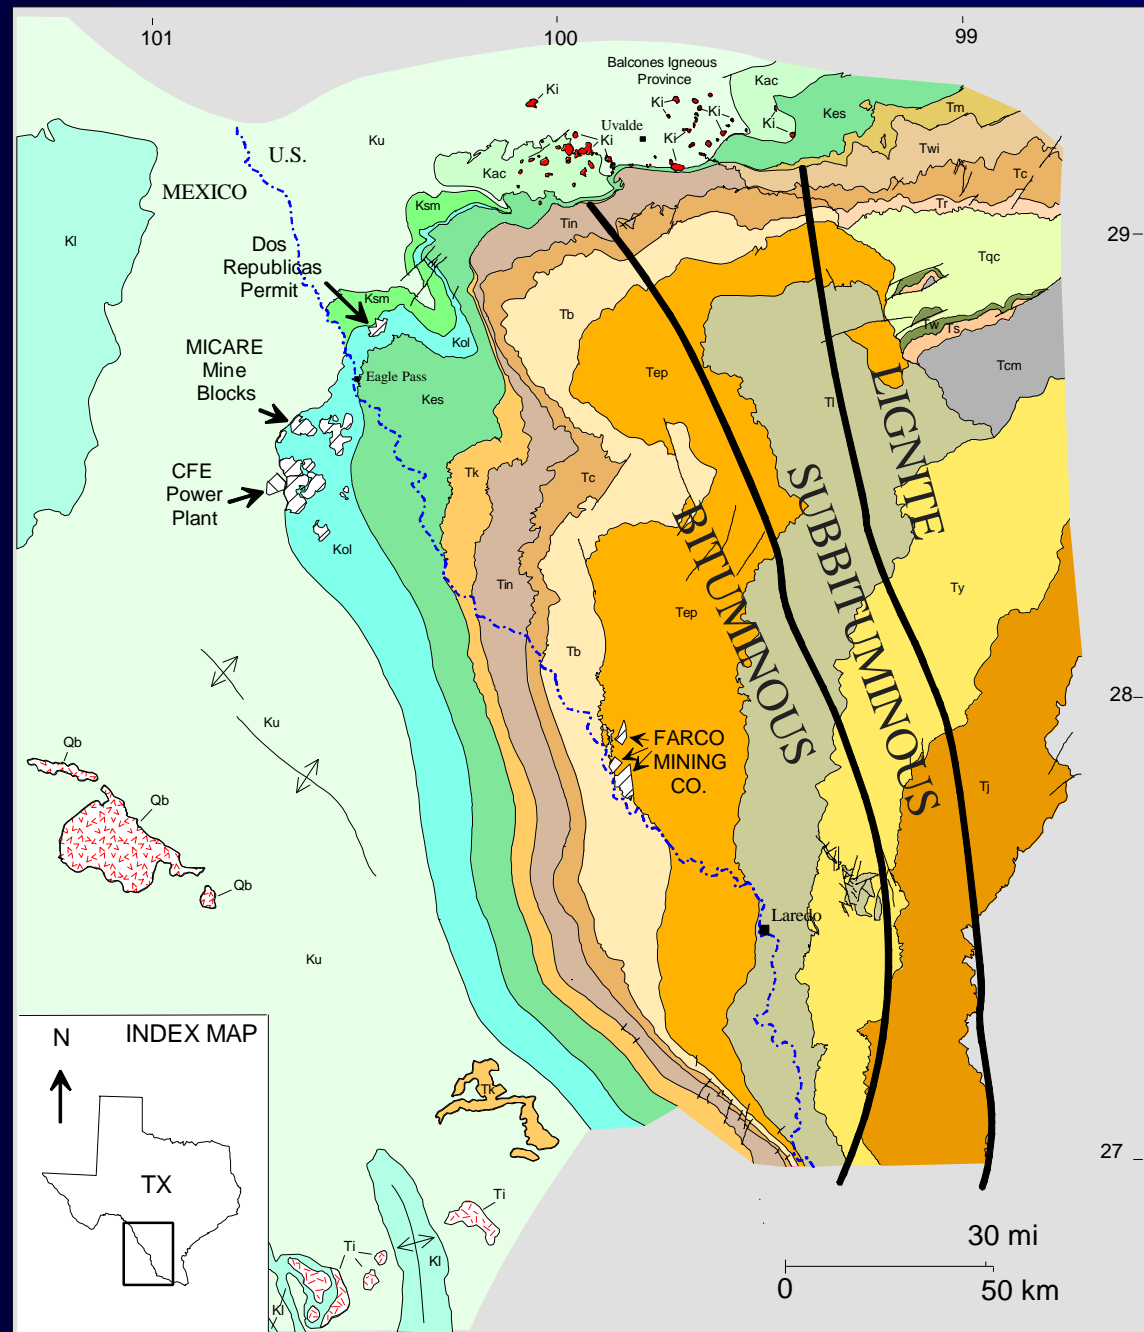 101
100
99
Balcones Igneous
Province
Kac
Ki
Ki
Ki
Kes
Tm
Ki
Uvalde
Ki
Ki
Ki
Ku
U.S.
Twi
Kac
Tc
MEXICO
Ksm
Tin
Tr
29
Kl
Dos
Republicas
Permit
Tqc
Ksm
Tb
Tw
Ts
Kol
MICARE
Mine
Blocks
Eagle Pass
Tep
Tcm
Kes
Tl
LIGNITE
CFE
Power
Plant
Tk
Tc
SUBBITUMINOUS
BITUMINOUS
Kol
Tin
Tep
Ty
Tb
28
Ku
FARCO
MINING
CO.
Qb
Tj
Qb
Qb
Laredo
Ku
INDEX MAP
N
Tk
27
TX
Ti
30 mi
Ti
Kl
0
50 km
Kl